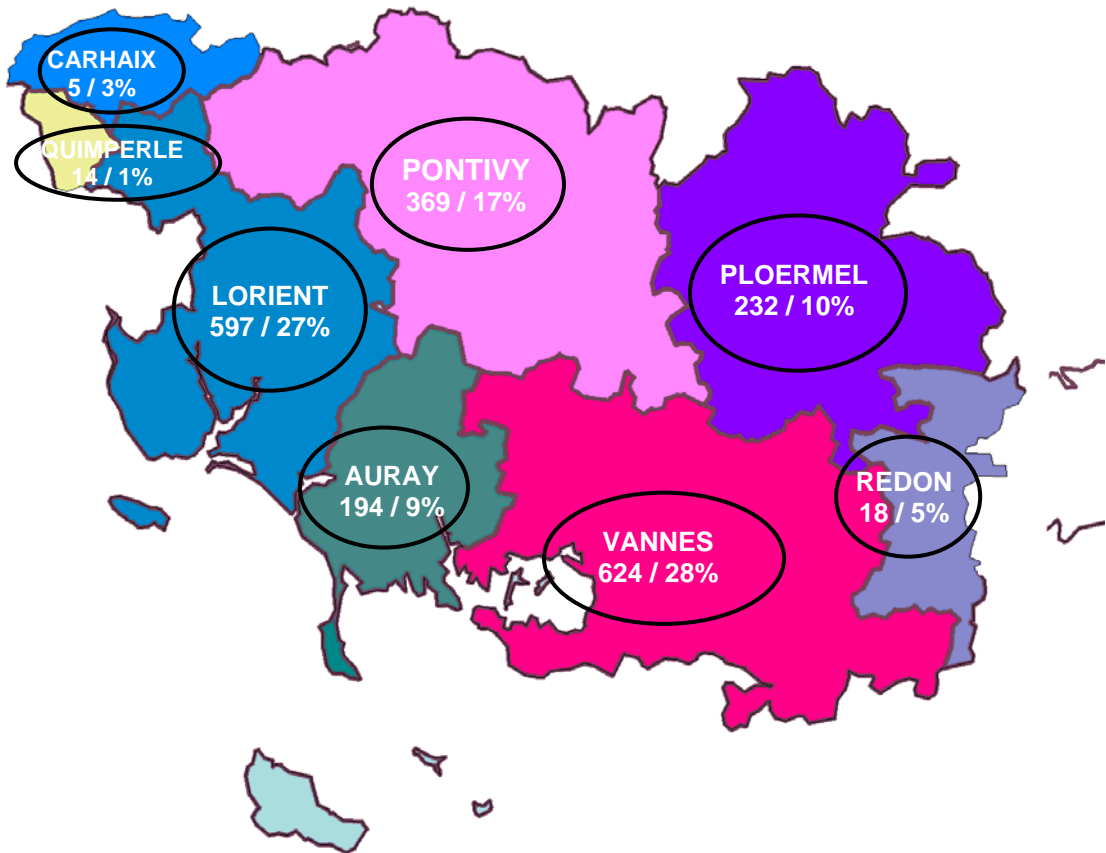 CARHAIX
5 / 3%
QUIMPERLE
14 / 1%
PONTIVY
369 / 17%
PLOERMEL
232 / 10%
LORIENT
597 / 27%
AURAY
194 / 9%
REDON
18 / 5%
VANNES
624 / 28%